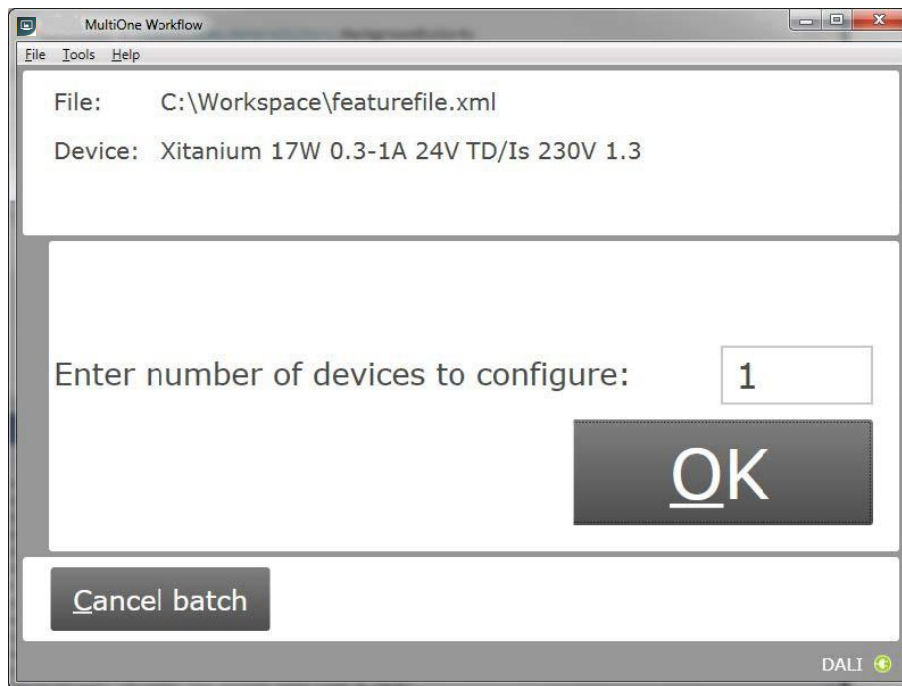 MultiOne Workflow
File Tools Help
File: C:\Workspace\featurefile.xml
Device: Xitanium 17W 0.3-1A 24V TD/Is 230V 1.3
Enter number of devices to configure: 1
OK
Cancel batch
DALI